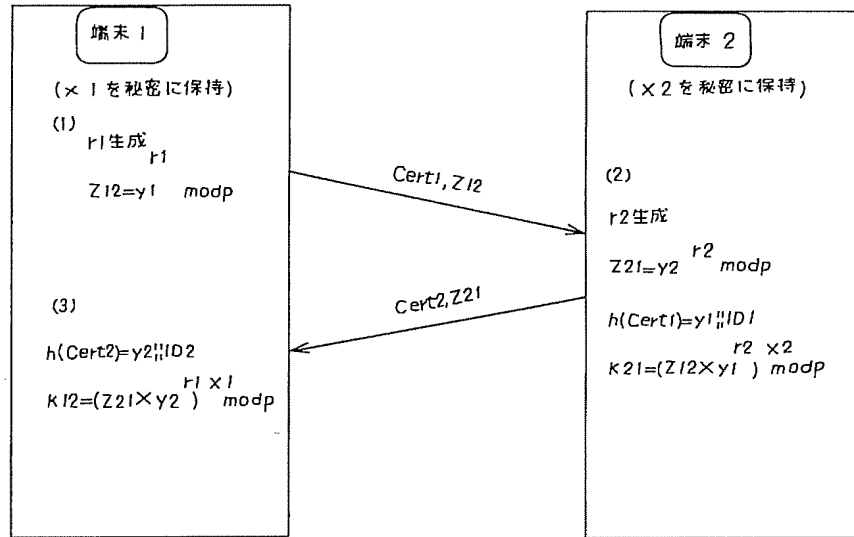 端末1
(x1を秘密に保持)
(1)
r1生成
r1
Z12=y1 modp
Cert1,Z12
端末2
(x2を秘密に保持)
(2)
r2生成
r2
Z21=y2 modp
h(Cert1)=y1||ID1
r2 x2
K21=(Z12×y1 ) modp
Cert2,Z21
(3)
h(Cert2)=y2||ID2
r1 x1
K12=(Z21×y2 ) modp